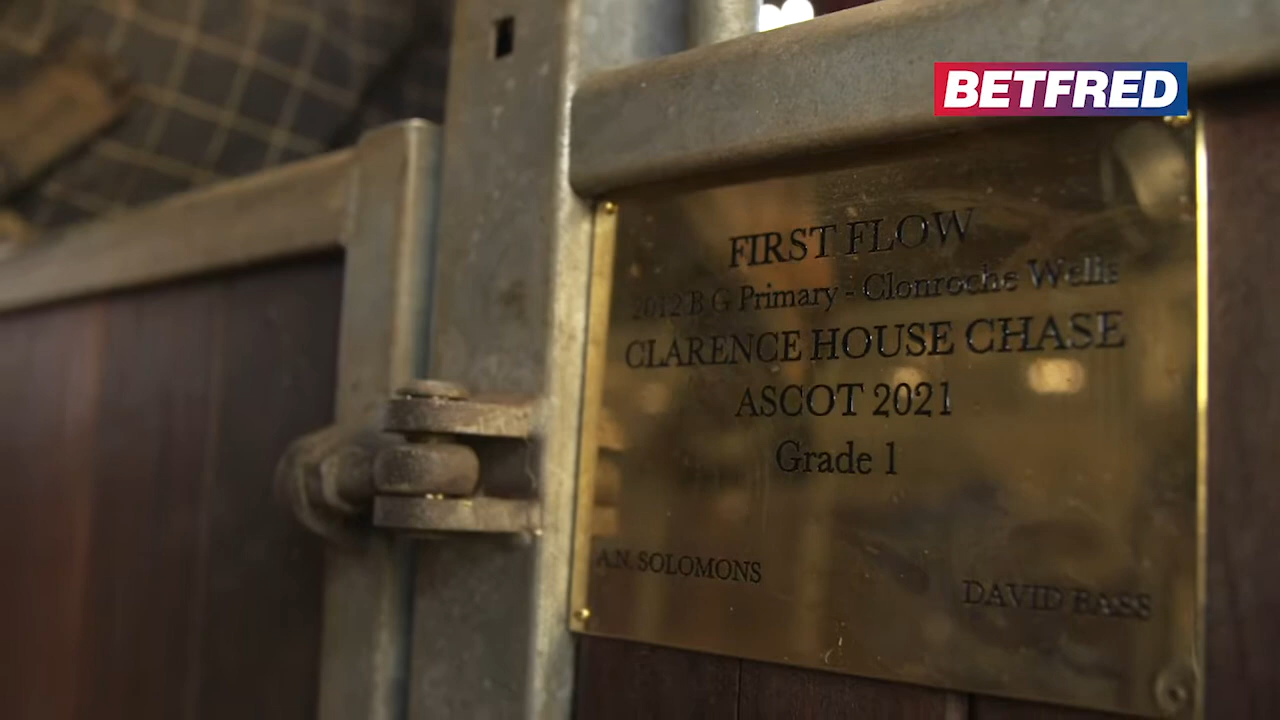 BETFRED
FIRST FLOW
2012 B G Primary - Clonroche Wells
CLARENCE HOUSE CHASE
ASCOT 2021
Grade 1
A.N. SOLOMONS
DAVID BASS